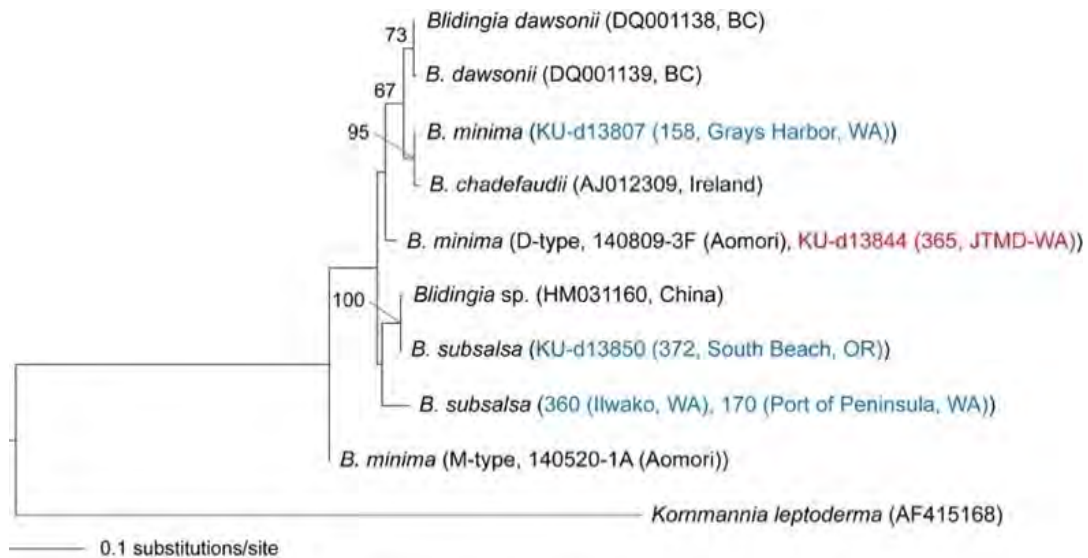 Blidingia dawsonii (DQ001138, BC)
73
B. dawsonii (DQ001139, BC)
67
B. minima (KU-d13807 (158, Grays Harbor, WA))
95
B. chadefaudii (AJ012309, Ireland)
B. minima (D-type, 140809-3F (Aomori), KU-d13844 (365, JTMD-WA))
Blidingia sp. (HM031160, China)
100
B. subsalsa (KU-d13850 (372, South Beach, OR))
B. subsalsa (360 (Ilwako, WA), 170 (Port of Peninsula, WA))
B. minima (M-type, 140520-1A (Aomori))
Kornmannia leptoderma (AF415168)
0.1 substitutions/site